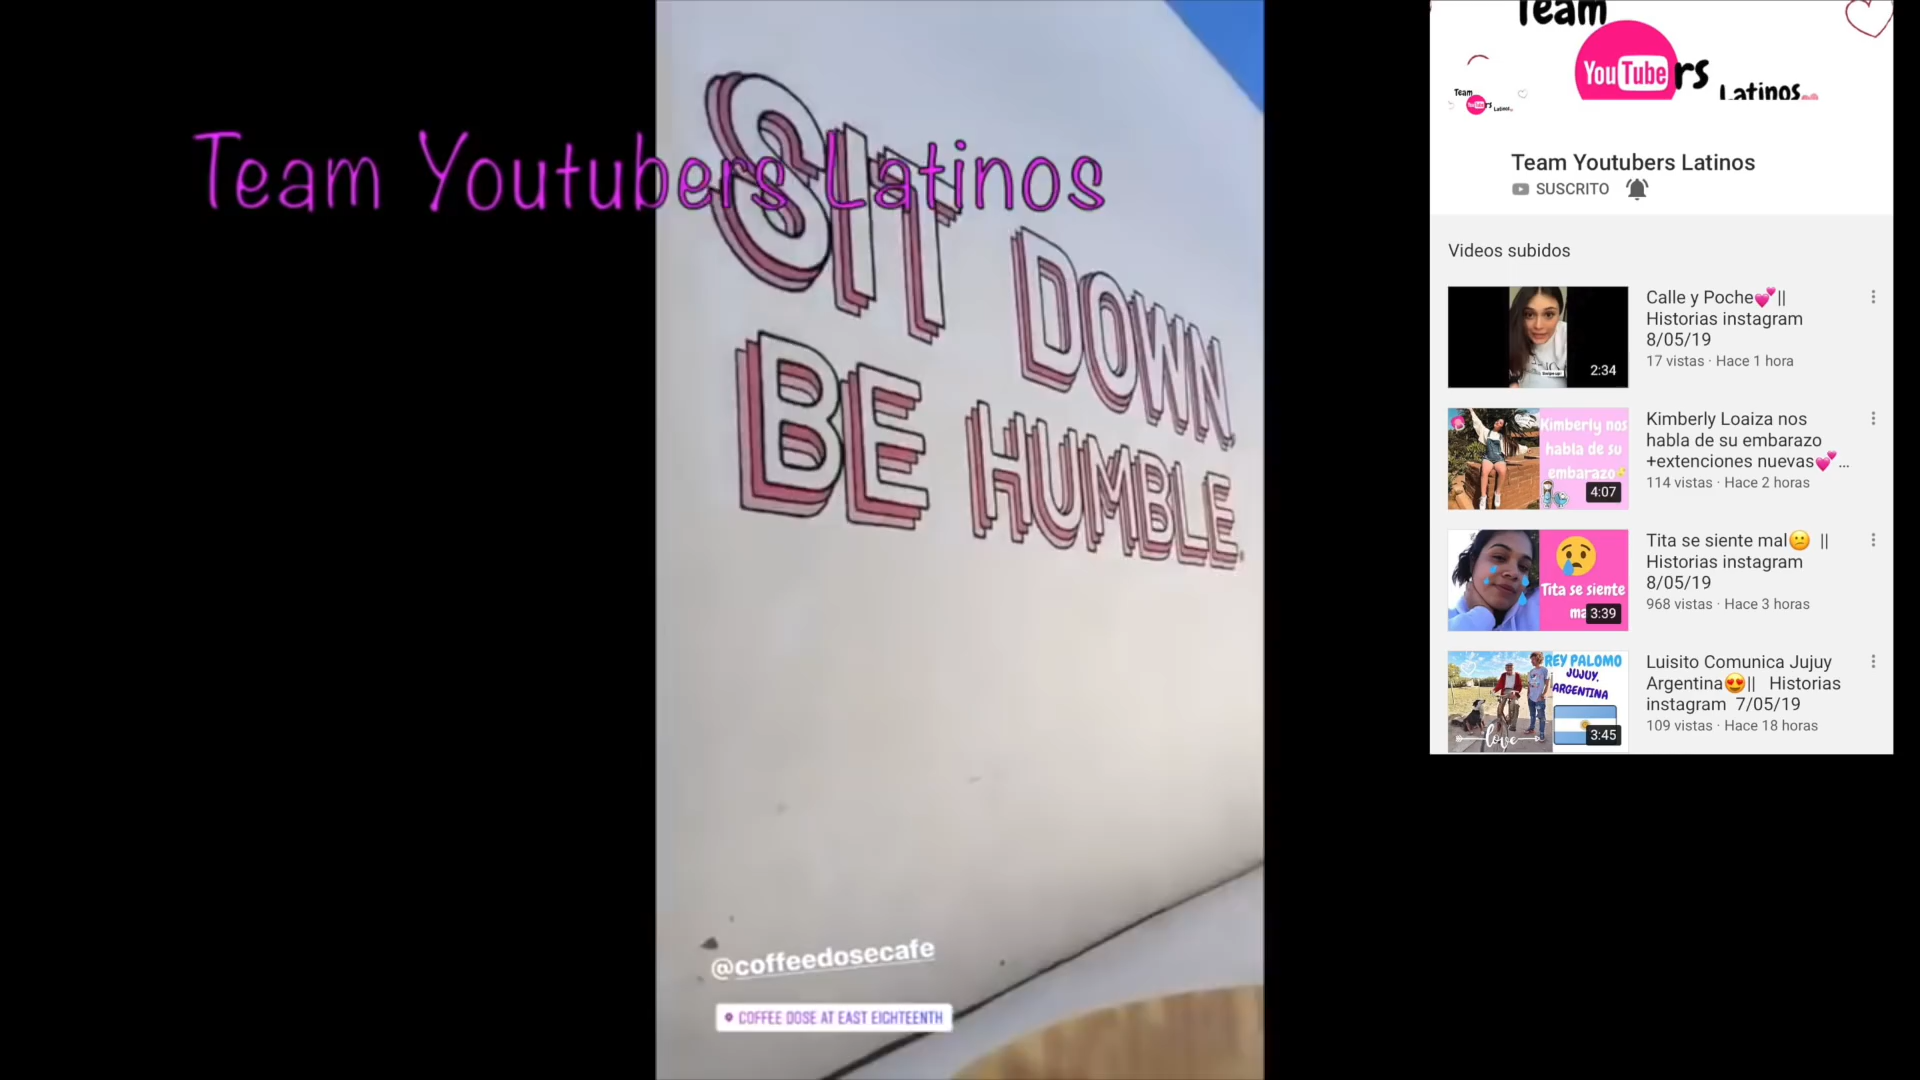 Team Youtubers Latinos
SIT DOWN.
BE HUMBLE.
@coffeedosecafe
COFFEE DOSE AT EAST EIGHTEENTH
Team
YouTubers
Latinos
Team Youtubers Latinos
SUSCRITO
Videos subidos
Calle y Poche💕||
Historias instagram
8/05/19
17 vistas · Hace 1 hora
2:34
Kimberly nos
habla de su
embarazo
4:07
Kimberly Loaiza nos
habla de su embarazo
+extenciones nuevas💕...
114 vistas · Hace 2 horas
Tita se siente
ma
3:39
Tita se siente mal😕 ||
Historias instagram
8/05/19
968 vistas · Hace 3 horas
REY PALOMO
JUJUY.
ARGENTINA
love
3:45
Luisito Comunica Jujuy
Argentina😍|| Historias
instagram 7/05/19
109 vistas · Hace 18 horas